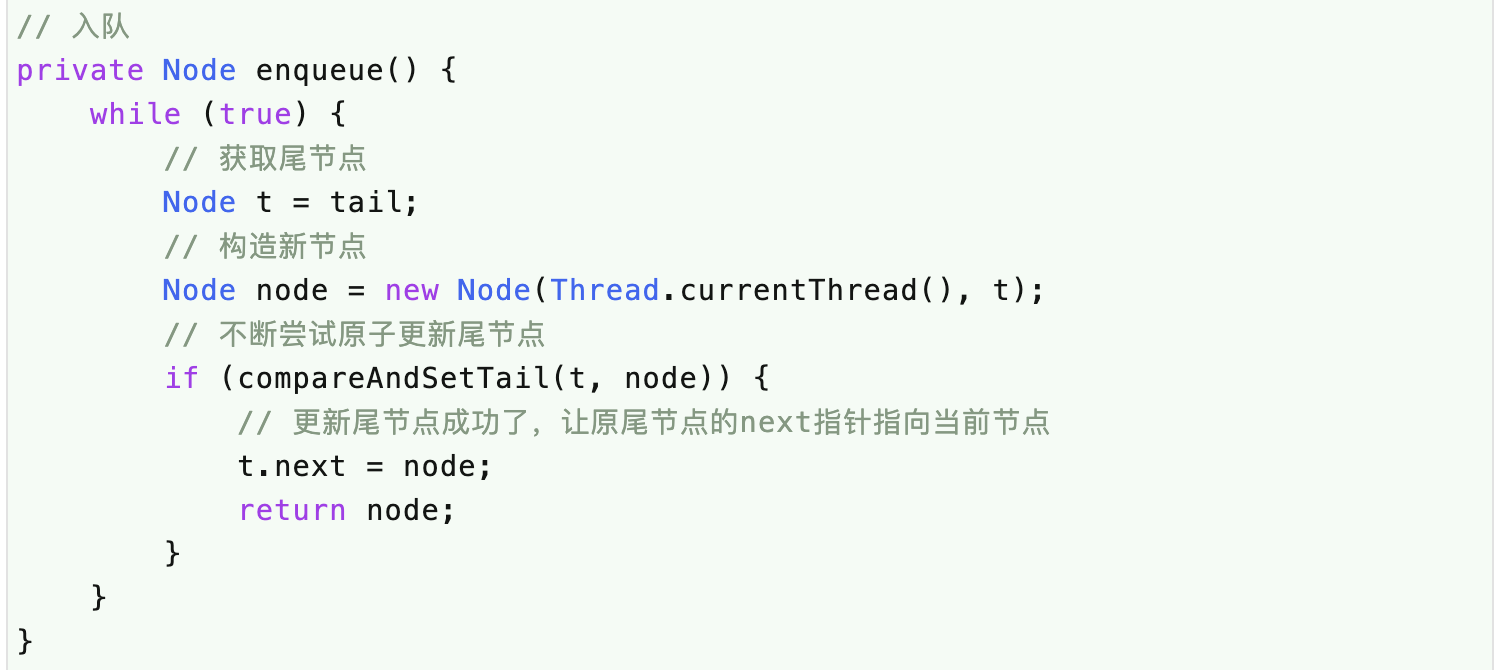 // 入队
private Node enqueue() {
    while (true) {
        // 获取尾节点
        Node t = tail;
        // 构造新节点
        Node node = new Node(Thread.currentThread(), t);
        // 不断尝试原子更新尾节点
        if (compareAndSetTail(t, node)) {
            // 更新尾节点成功了，让原尾节点的next指针指向当前节点
            t.next = node;
            return node;
        }
    }
}